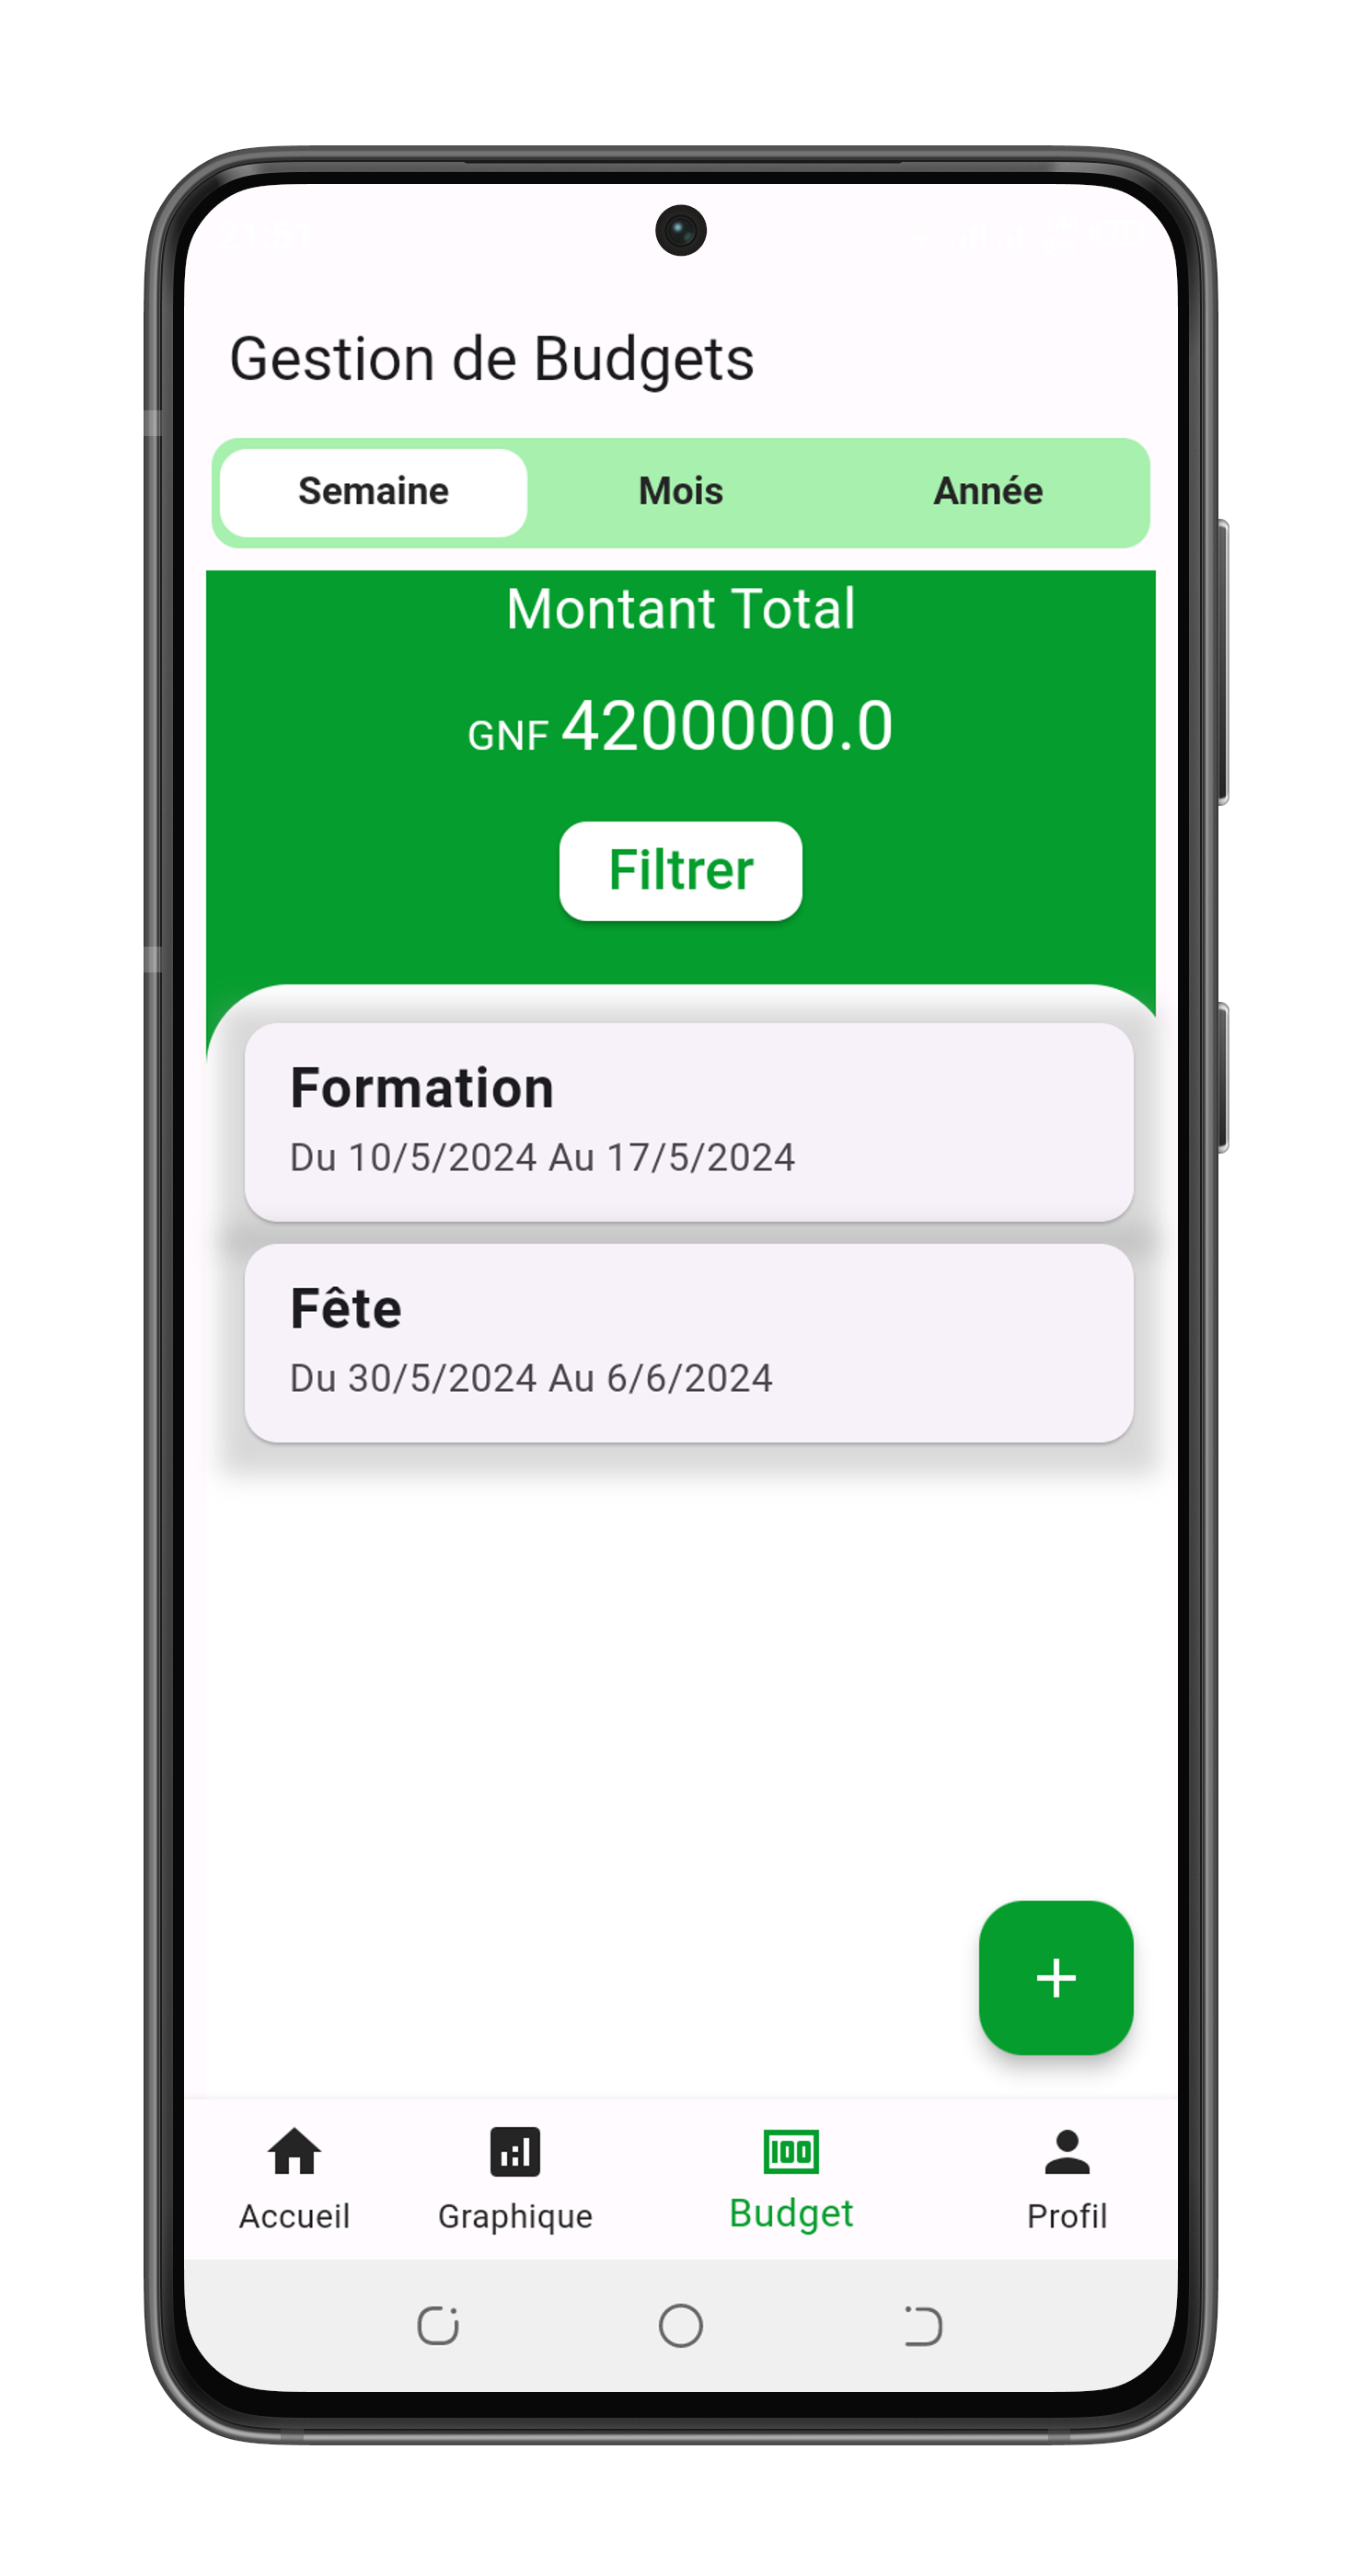 Gestion de Budgets
Semaine Mois Année
Montant Total
GNF 4200000.0
Filtrer
Formation
Du 10/5/2024 Au 17/5/2024
Fête
Du 30/5/2024 Au 6/6/2024
+
100
Accueil Graphique Budget Profil